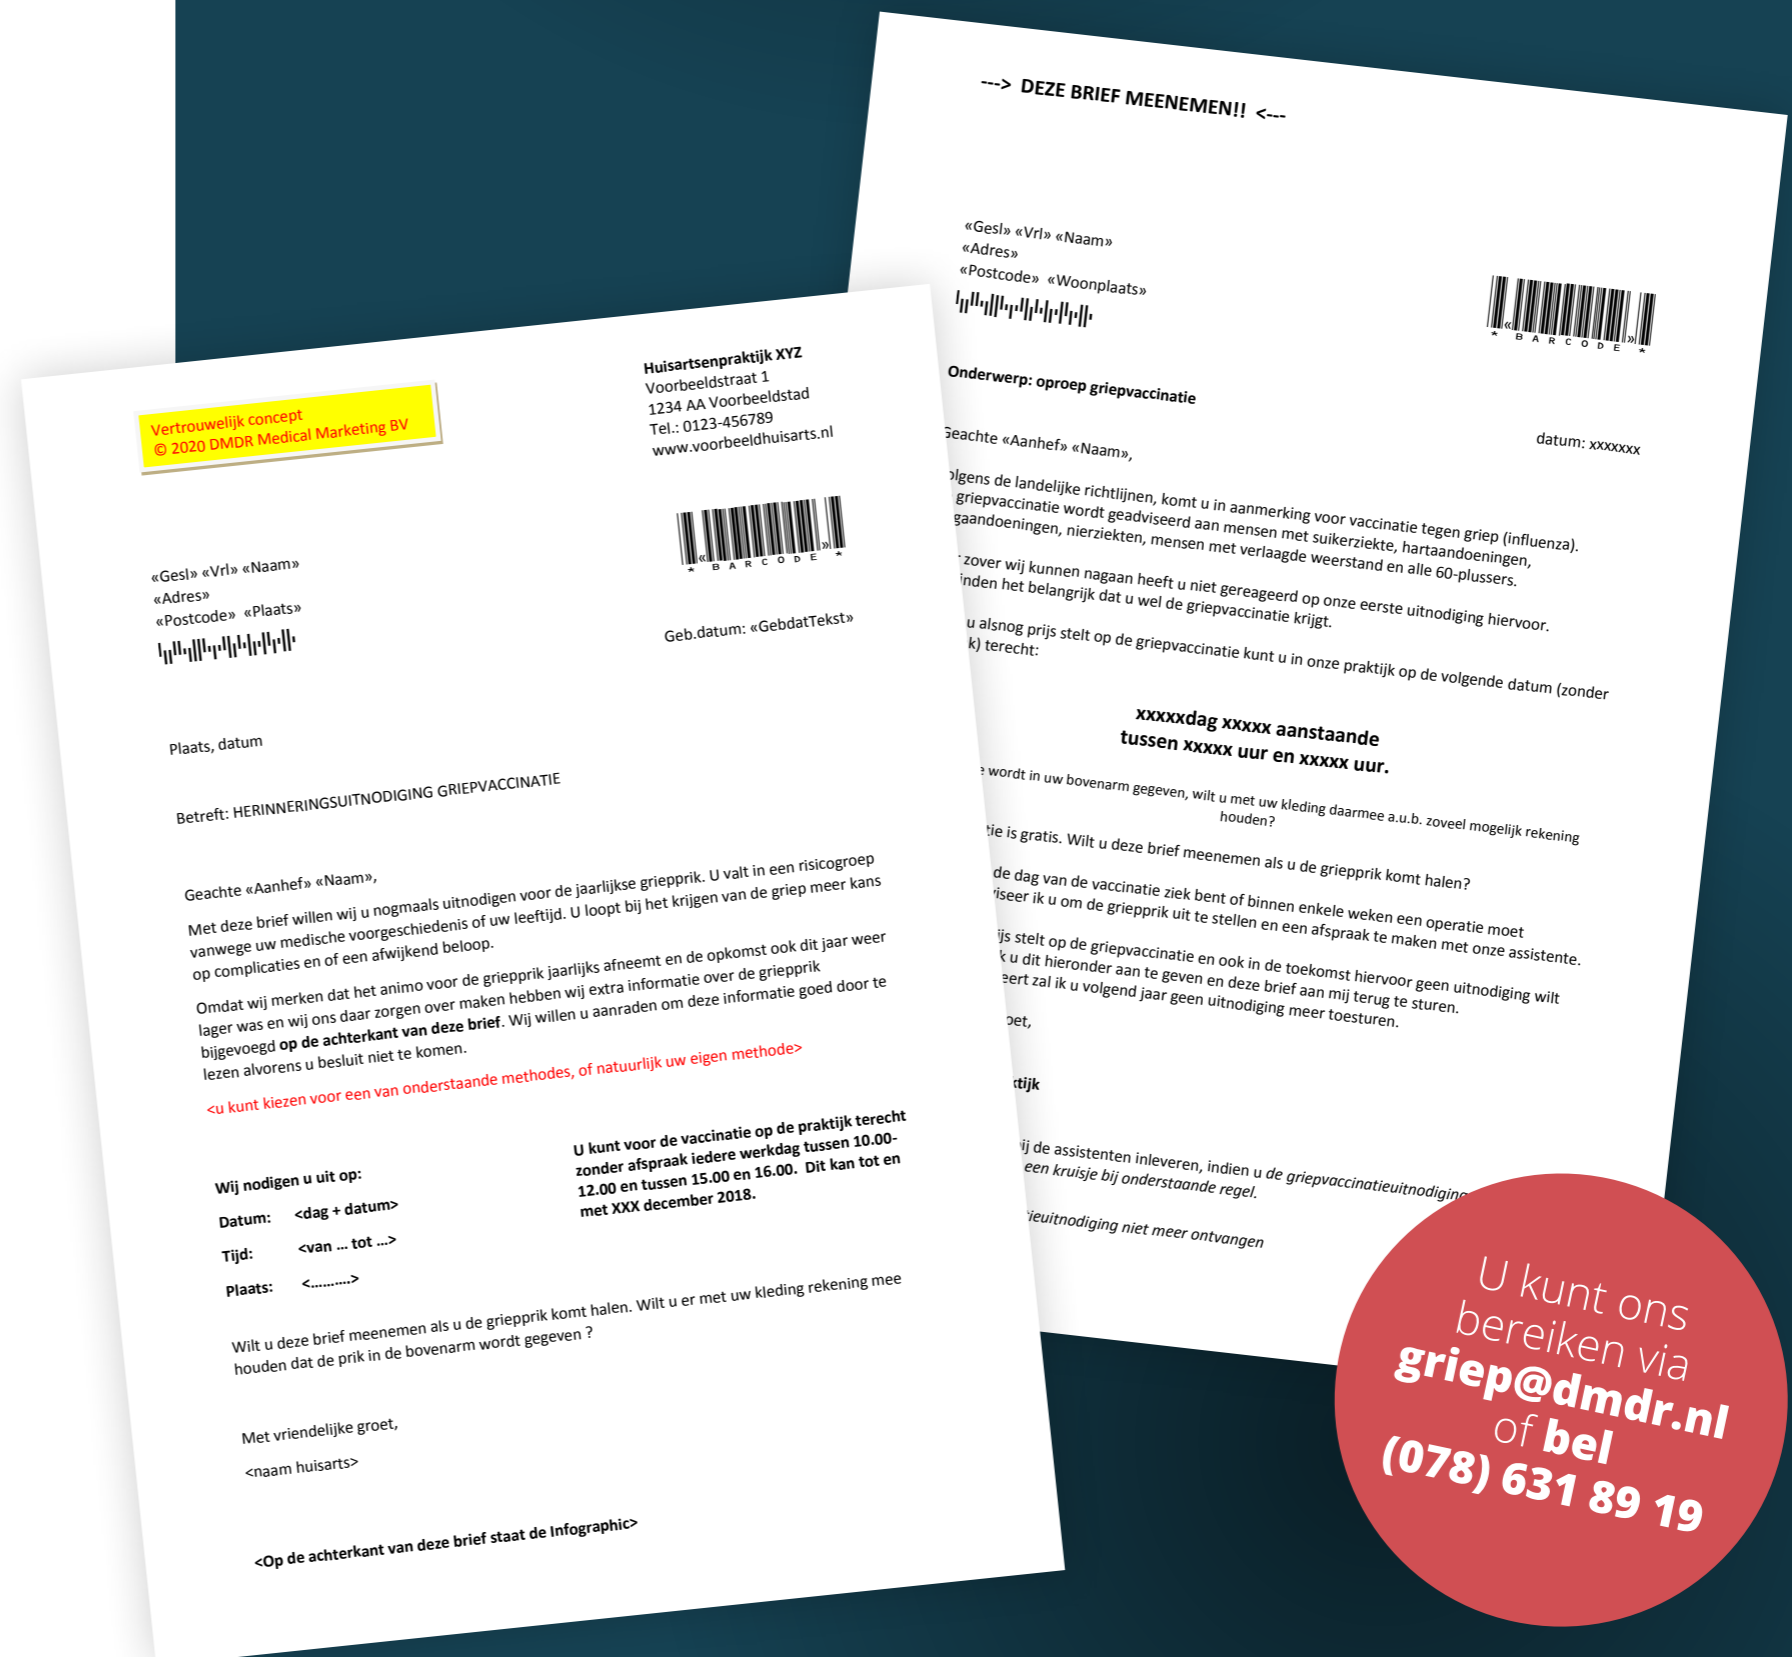 Vertrouwelijk concept
© 2020 DMDR Medical Marketing BV
Huisartsenpraktijk XYZ
Voorbeeldstraat 1
1234 AA Voorbeeldstad
Tel.: 0123-456789
www.voorbeeldhuisarts.nl
* «BARCODE» *
«Gesl» «Vrl» «Naam»
«Adres»
«Postcode» «Plaats»
Geb.datum: «GebdatTekst»
Plaats, datum
Betreft: HERINNERINGSUITNODIGING GRIEPVACCINATIE
Geachte «Aanhef» «Naam»,
Met deze brief willen wij u nogmaals uitnodigen voor de jaarlijkse griepprik. U valt in een risicogroep
vanwege uw medische voorgeschiedenis of uw leeftijd. U loopt bij het krijgen van de griep meer kans
op complicaties en of een afwijkend beloop.
Omdat wij merken dat het animo voor de griepprik jaarlijks afneemt en de opkomst ook dit jaar weer
lager was en wij ons daar zorgen over maken hebben wij extra informatie over de griepprik
bijgevoegd op de achterkant van deze brief. Wij willen u aanraden om deze informatie goed door te
lezen alvorens u besluit niet te komen.
<u kunt kiezen voor een van onderstaande methodes, of natuurlijk uw eigen methode>
Wij nodigen u uit op:
Datum: <dag + datum>
Tijd: <van ... tot ...>
Plaats: <..........>
U kunt voor de vaccinatie op de praktijk terecht
zonder afspraak iedere werkdag tussen 10.00-
12.00 en tussen 15.00 en 16.00. Dit kan tot en
met XXX december 2018.
Wilt u deze brief meenemen als u de griepprik komt halen. Wilt u er met uw kleding rekening mee
houden dat de prik in de bovenarm wordt gegeven ?
Met vriendelijke groet,
<naam huisarts>
<Op de achterkant van deze brief staat de Infographic>
---> DEZE BRIEF MEENEMEN!! <---
«Gesl» «Vrl» «Naam»
«Adres»
«Postcode» «Woonplaats»
* «BARCODE» *
Onderwerp: oproep griepvaccinatie
datum: xxxxxxx
Geachte «Aanhef» «Naam»,
olgens de landelijke richtlijnen, komt u in aanmerking voor vaccinatie tegen griep (influenza).
griepvaccinatie wordt geadviseerd aan mensen met suikerziekte, hartaandoeningen,
gaandoeningen, nierziekten, mensen met verlaagde weerstand en alle 60-plussers.
zover wij kunnen nagaan heeft u niet gereageerd op onze eerste uitnodiging hiervoor.
inden het belangrijk dat u wel de griepvaccinatie krijgt.
u alsnog prijs stelt op de griepvaccinatie kunt u in onze praktijk op de volgende datum (zonder
k) terecht:
xxxxxdag xxxxx aanstaande
tussen xxxxx uur en xxxxx uur.
e wordt in uw bovenarm gegeven, wilt u met uw kleding daarmee a.u.b. zoveel mogelijk rekening
houden?
tie is gratis. Wilt u deze brief meenemen als u de griepprik komt halen?
de dag van de vaccinatie ziek bent of binnen enkele weken een operatie moet
viseer ik u om de griepprik uit te stellen en een afspraak te maken met onze assistente.
ijs stelt op de griepvaccinatie en ook in de toekomst hiervoor geen uitnodiging wilt
k u dit hieronder aan te geven en deze brief aan mij terug te sturen.
eert zal ik u volgend jaar geen uitnodiging meer toesturen.
oet,
ktijk
ij de assistenten inleveren, indien u de griepvaccinatieuitnodiging
een kruisje bij onderstaande regel.
tieuitnodiging niet meer ontvangen
U kunt ons
bereiken via
griep@dmdr.nl
of bel
(078) 631 89 19